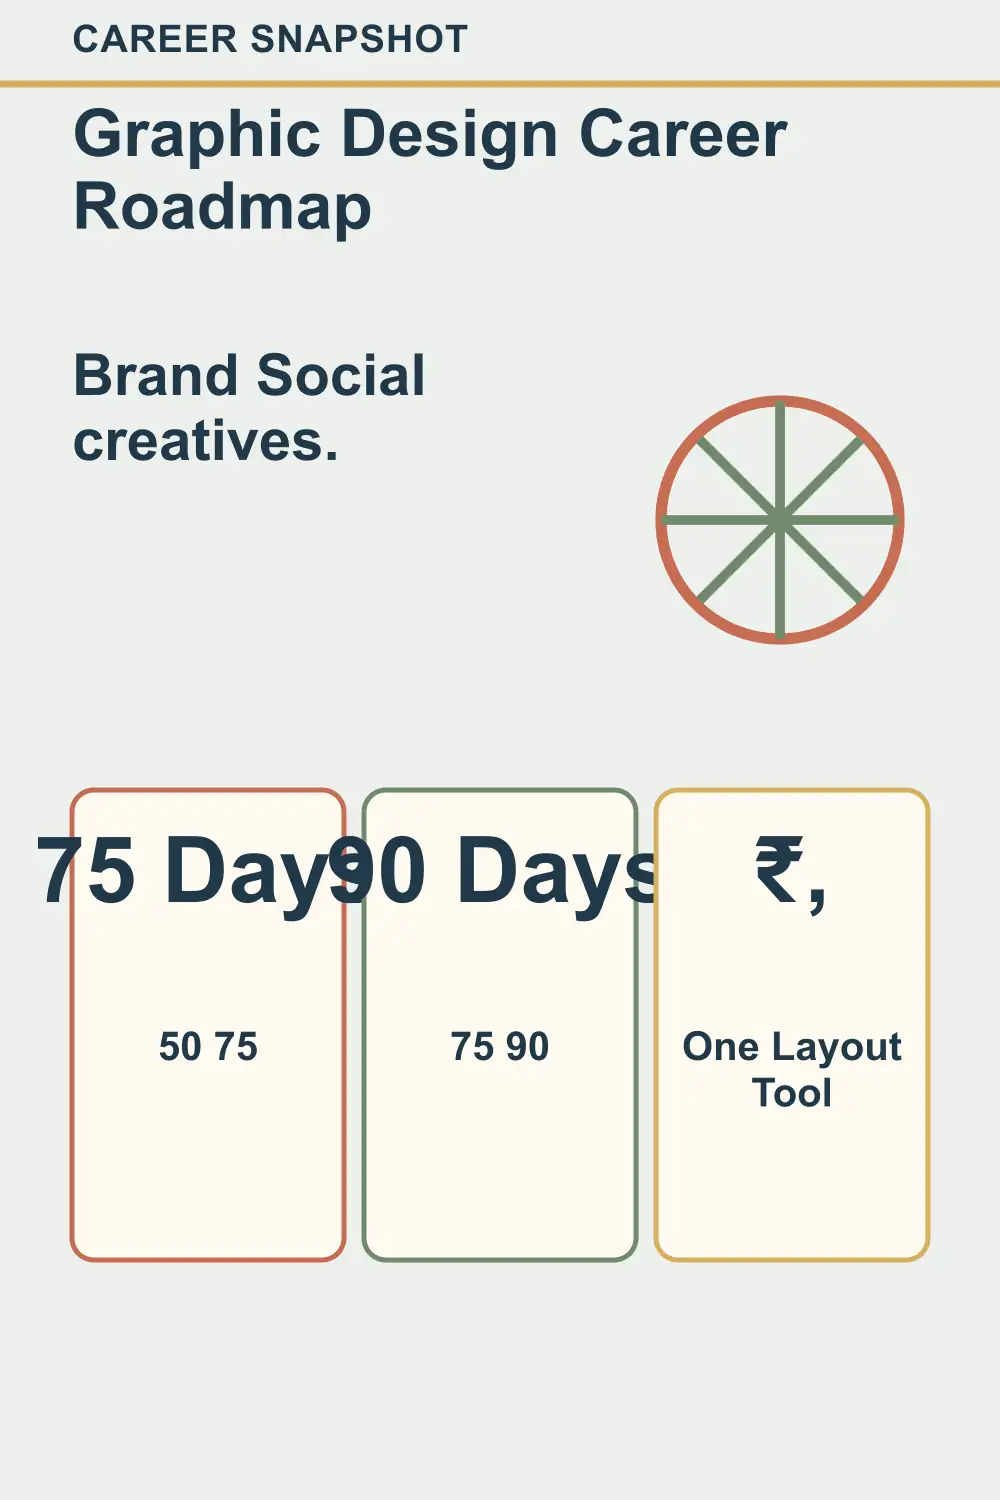 CAREER SNAPSHOT
Graphic Design Career
Roadmap
Brand Social
creatives.
75 Days
90 Days
₹,
50 75
75 90
One Layout
Tool